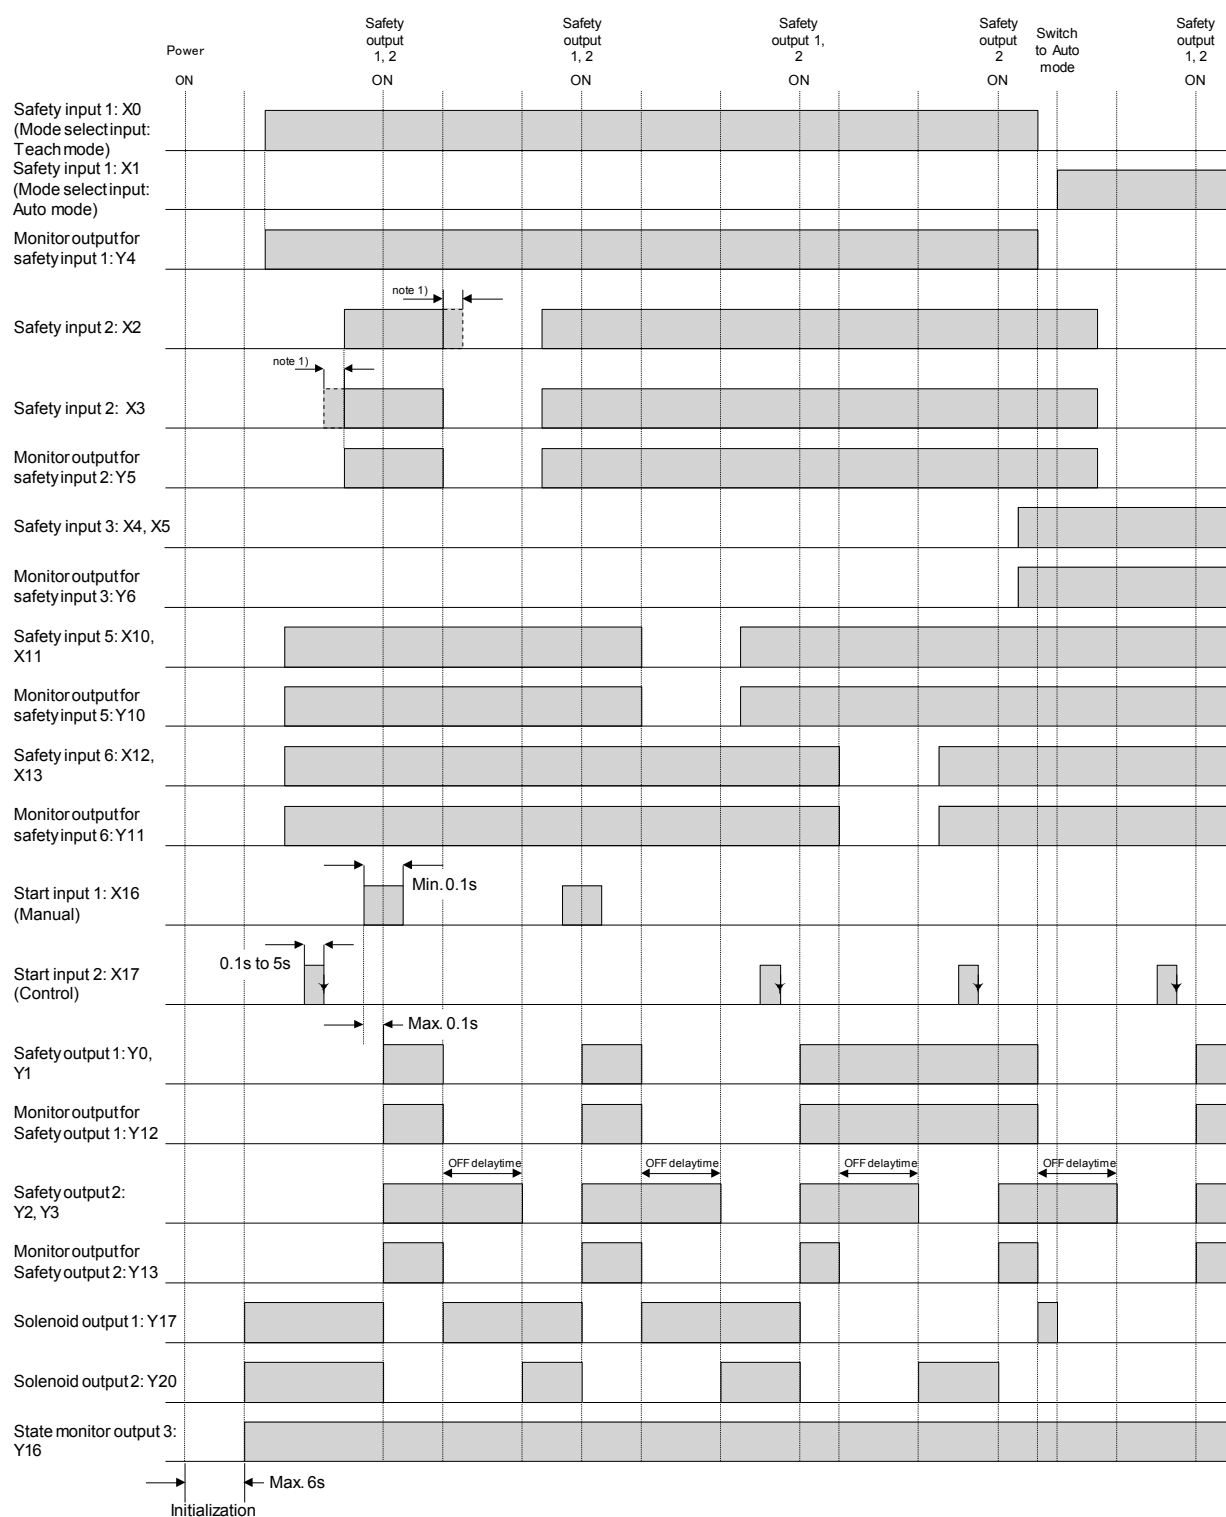 Safety
output
1, 2
Safety
output
1, 2
Safety
output 1,
2
Safety
output
2
Switch
to Auto
mode
Safety
output
1, 2
Power
ON
ON
ON
ON
ON
ON
Safety input 1: X0
(Mode select input:
Teach mode)
Safety input 1: X1
(Mode select input:
Auto mode)
Monitor output for
safety input 1: Y4
note 1)
Safety input 2: X2
note 1)
Safety input 2: X3
Monitor output for
safety input 2: Y5
Safety input 3: X4, X5
Monitor output for
safety input 3: Y6
Safety input 5: X10,
X11
Monitor output for
safety input 5: Y10
Safety input 6: X12,
X13
Monitor output for
safety input 6: Y11
Start input 1: X16
(Manual)
Min. 0.1s
0.1s to 5s
Start input 2: X17
(Control)
Max. 0.1s
Safety output 1: Y0,
Y1
Monitor output for
Safety output 1: Y12
OFF delay time
OFF delay time
OFF delay time
OFF delay time
Safety output 2:
Y2, Y3
Monitor output for
Safety output 2: Y13
Solenoid output 1: Y17
Solenoid output 2: Y20
State monitor output 3:
Y16
Max. 6s
Initialization